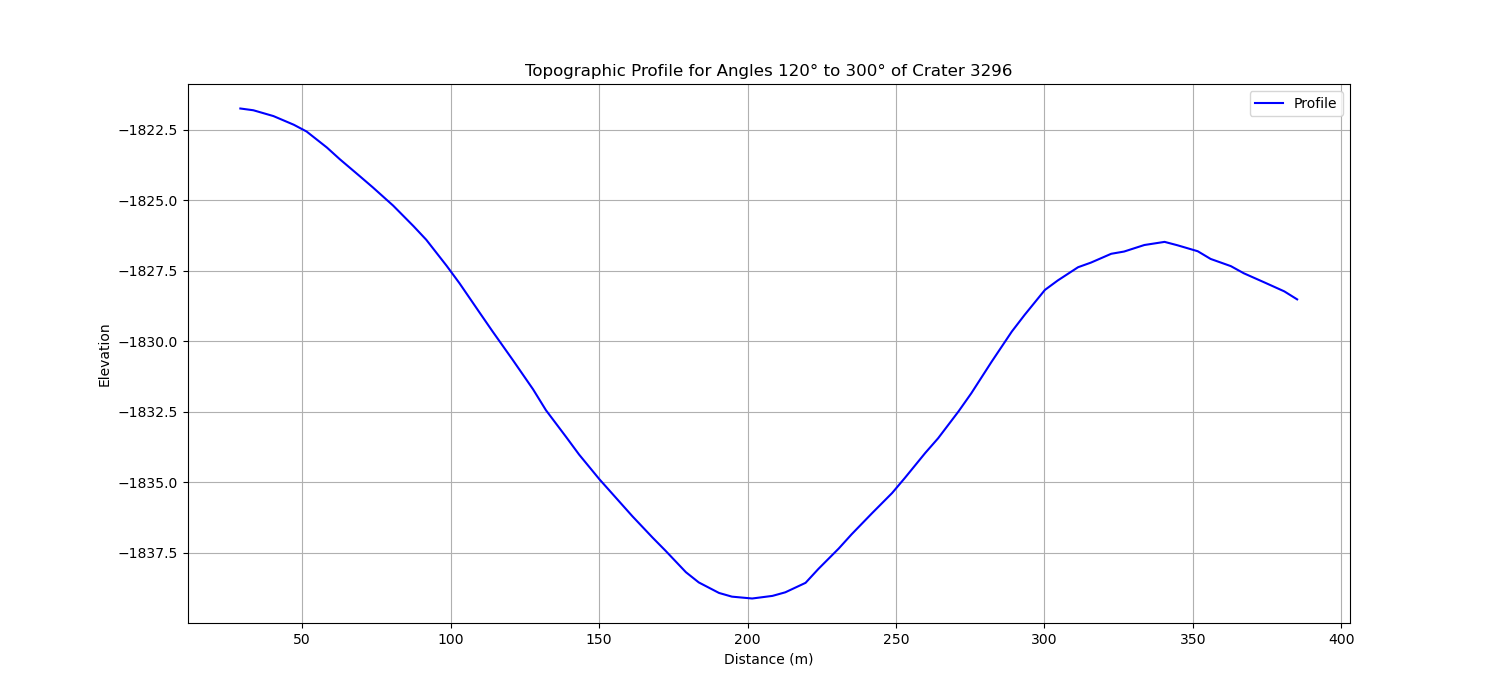 Topographic Profile for Angles 120° to 300° of Crater 3296
Profile
−1822.5
−1825.0
−1827.5
−1830.0
−1832.5
−1835.0
−1837.5
Elevation
50 100 150 200 250 300 350 400
Distance (m)